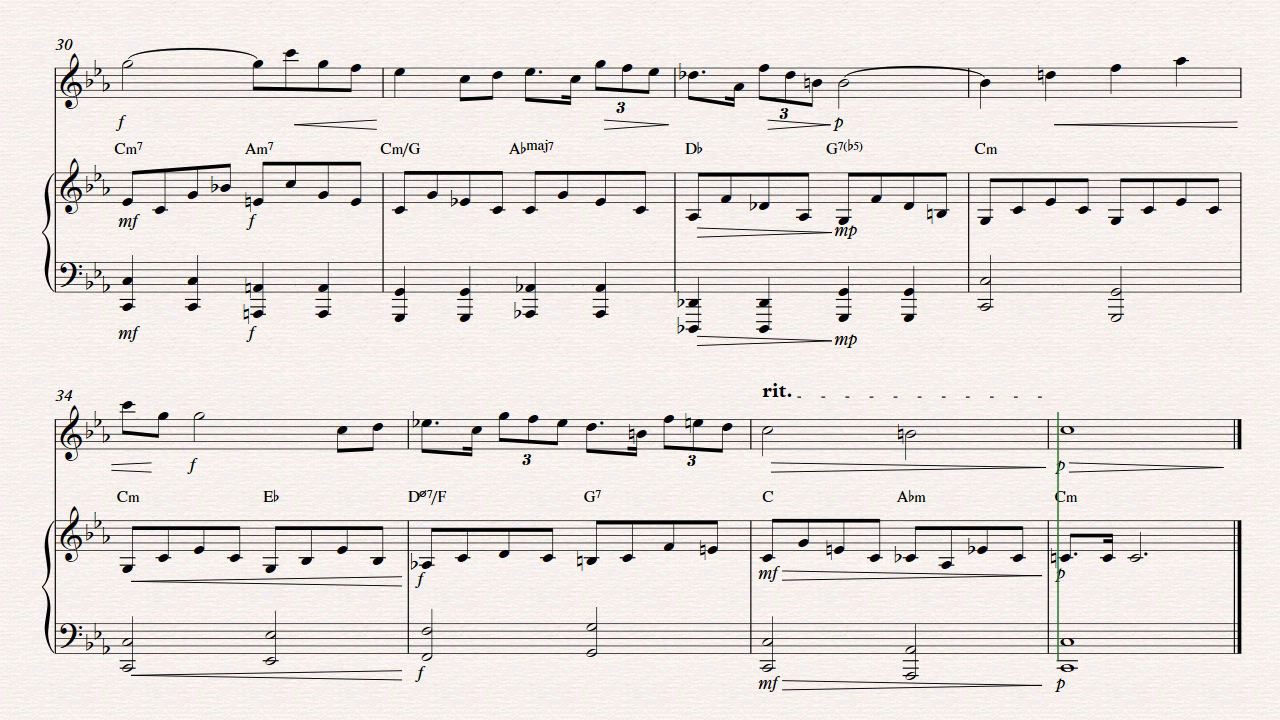 30
3
3
f
p
Cm7 Am7 Cm/G A♭maj7 D♭ G7(♭5) Cm
mf f mp
mf f mp
34
rit.
3
3
f
p
Cm E♭ Dø7/F G7 C A♭m Cm
f mf p
f mf p